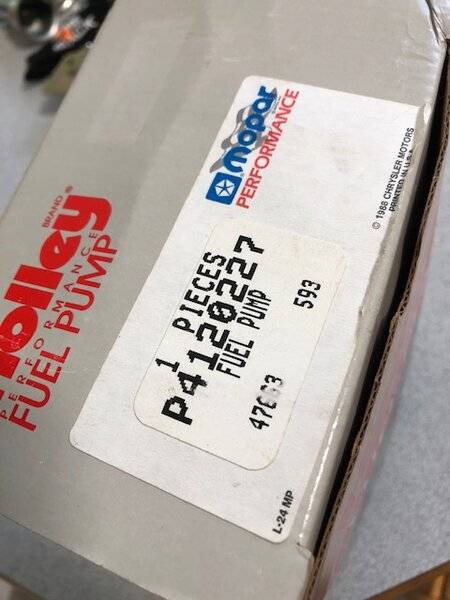 olley
BRAND ®
PERFORMANCE
FUEL PUMP
Mopar
PERFORMANCE
© 1988 CHRYSLER MOTORS
PRINTED IN U.S.A.
1 PIECES
P4120227
FUEL PUMP
593
L-24 MP